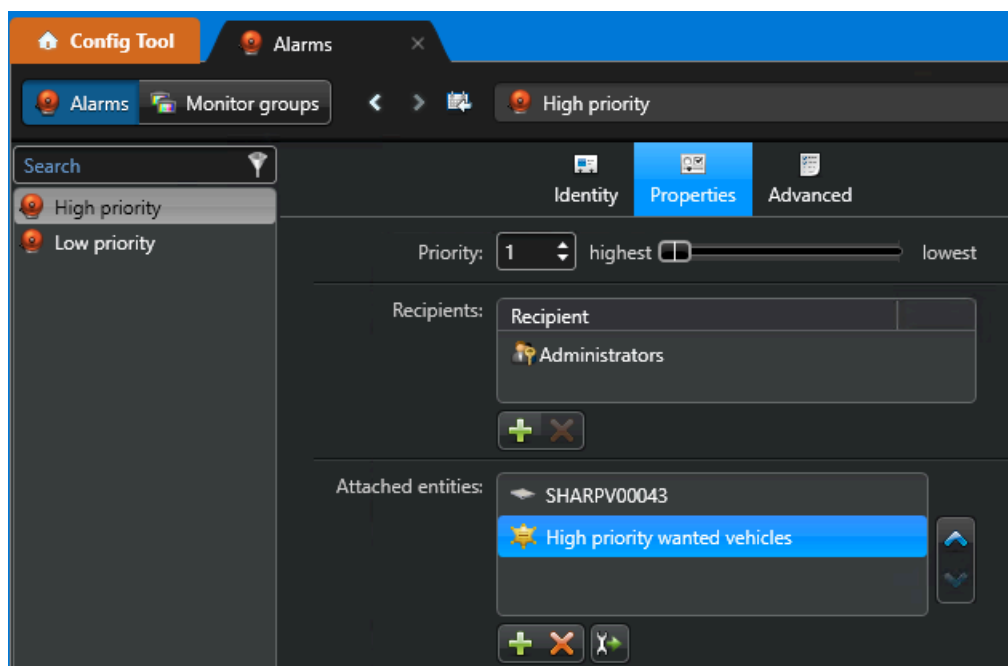 Config Tool
Alarms
Alarms
Monitor groups
High priority
Search
High priority
Low priority
Identity
Properties
Advanced
Priority:
1
highest
lowest
Recipients:
Recipient
Administrators
Attached entities:
SHARPV00043
High priority wanted vehicles